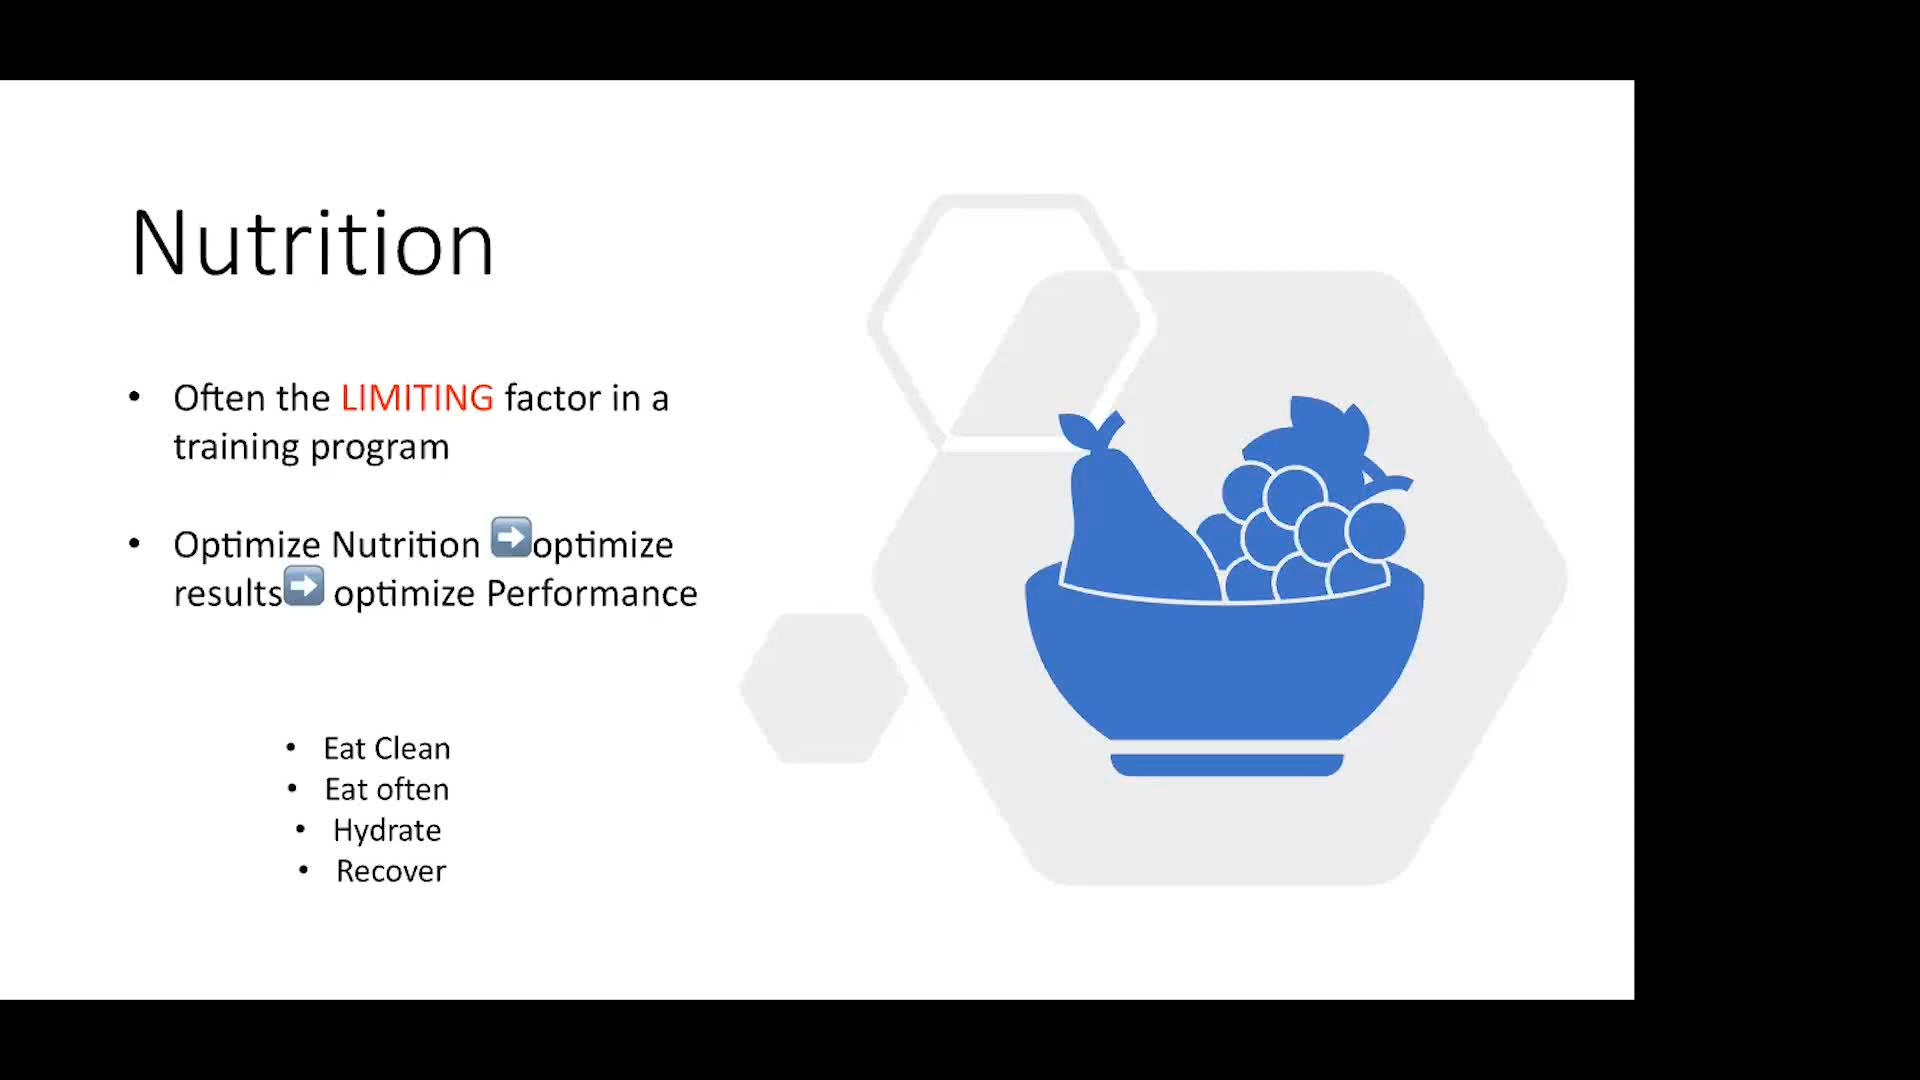 Nutrition
• Often the LIMITING factor in a
training program
• Optimize Nutrition ➡️optimize
results➡️ optimize Performance
• Eat Clean
• Eat often
• Hydrate
• Recover